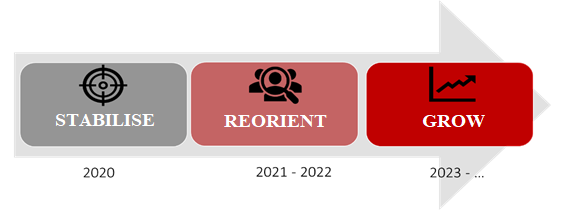 STABILISE
REORIENT
GROW
2020
2021 - 2022
2023 - ...